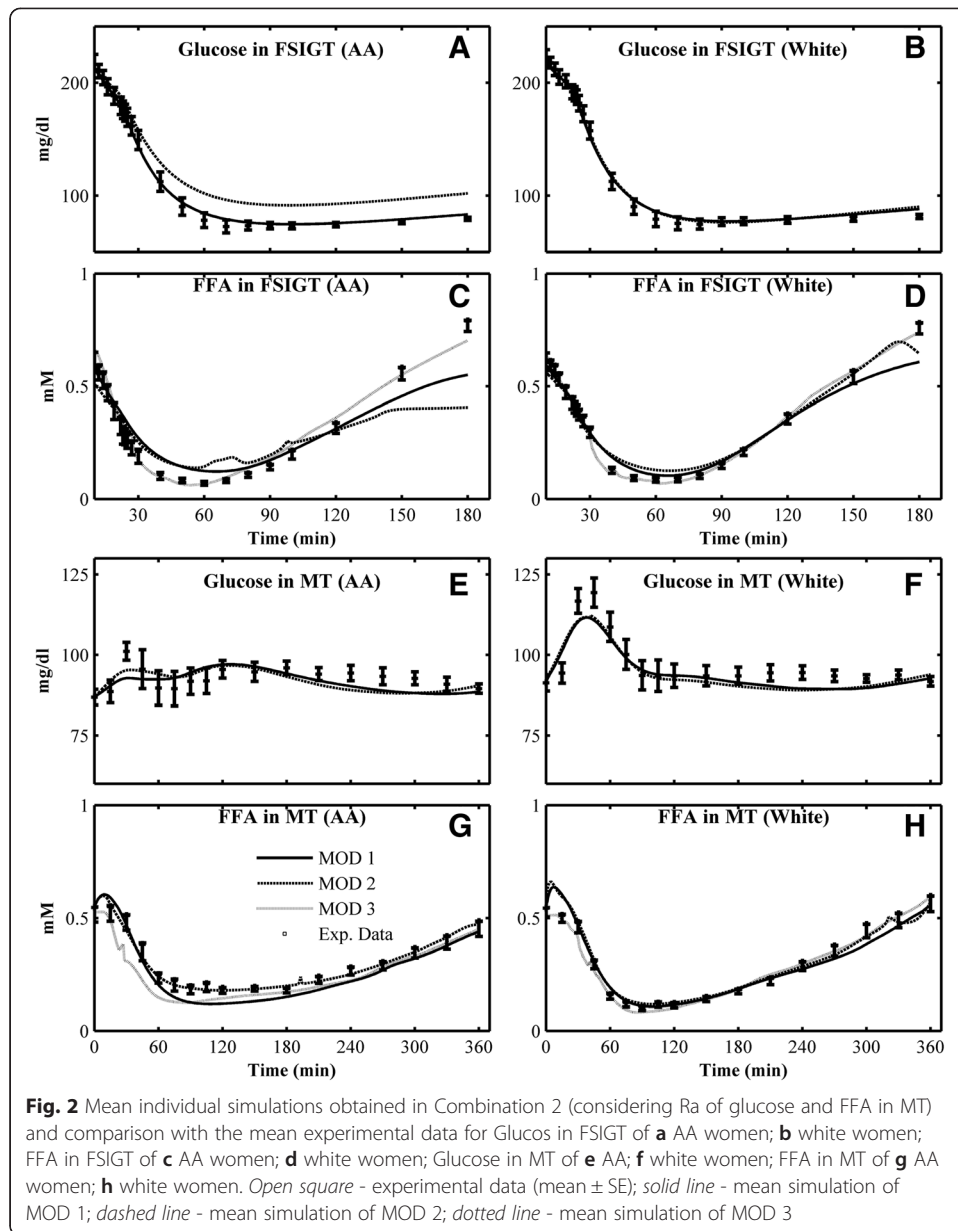 Glucose in FSIGT (AA) A
Glucose in FSIGT (White) B
mg/dl
200
100
200
100
FFA in FSIGT (AA) C
FFA in FSIGT (White) D
mM
1
0.5
0
1
0.5
0
0 30 60 90 120 150 180
30 60 90 120 150 180
Time (min)
Time (min)
Glucose in MT (AA) E
Glucose in MT (White) F
mg/dl
125
100
75
125
100
75
FFA in MT (AA) G
FFA in MT (White) H
MOD 1
MOD 2
MOD 3
Exp. Data
mM
1
0.5
0
1
0.5
0
0 60 120 180 240 300 360
0 60 120 180 240 300 360
Time (min)
Time (min)
Fig. 2 Mean individual simulations obtained in Combination 2 (considering Ra of glucose and FFA in MT)
and comparison with the mean experimental data for Glucos in FSIGT of a AA women; b white women;
FFA in FSIGT of c AA women; d white women; Glucose in MT of e AA; f white women; FFA in MT of g AA
women; h white women. Open square - experimental data (mean ± SE); solid line - mean simulation of
MOD 1; dashed line - mean simulation of MOD 2; dotted line - mean simulation of MOD 3